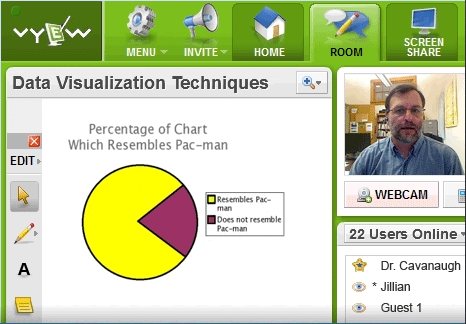 VYEW
MENU
INVITE
HOME
ROOM
SCREEN
SHARE
Data Visualization Techniques
Percentage of Chart
Which Resembles Pac-man
EDIT
A
Resembles Pac-
man
Does not resemble
Pac-man
WEBCAM
22 Users Online
Dr. Cavanaugh
* Jillian
Guest 1